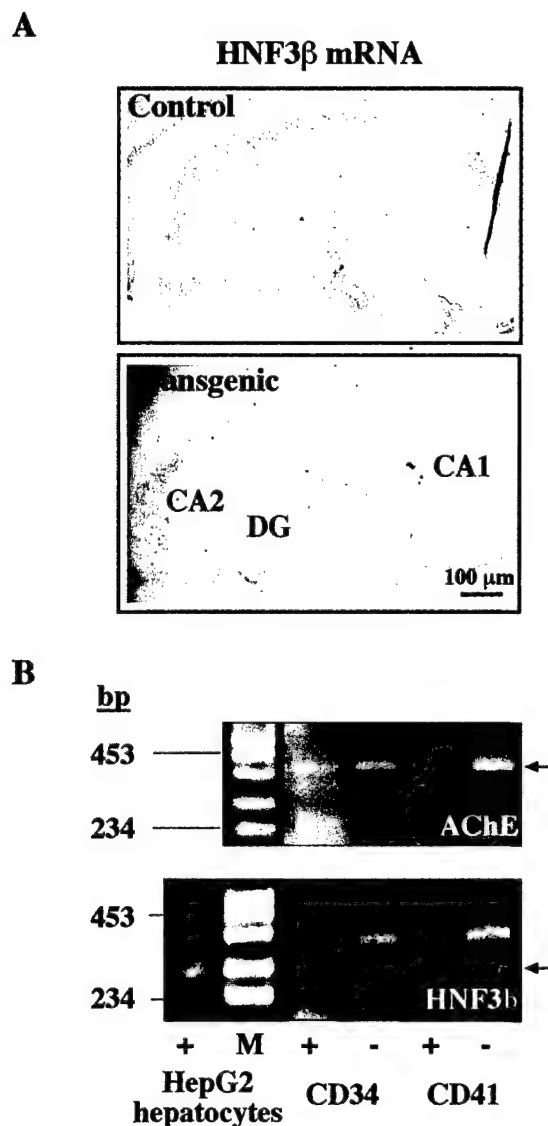 A
HNF3β mRNA
Control
ansgenic
CA1
CA2
DG
100 μm
B
bp
453
234
AChE
453
234
HNF3b
+ M + - + -
HepG2 hepatocytes
CD34
CD41